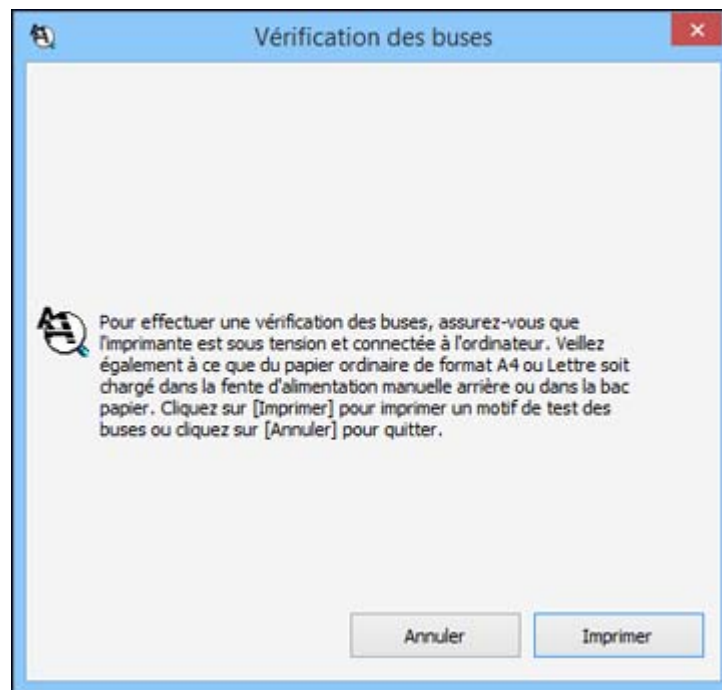 Vérification des buses
Pour effectuer une vérification des buses, assurez-vous que
l'imprimante est sous tension et connectée à l'ordinateur. Veillez
également à ce que du papier ordinaire de format A4 ou Lettre soit
chargé dans la fente d'alimentation manuelle arrière ou dans la bac
papier. Cliquez sur [Imprimer] pour imprimer un motif de test des
buses ou cliquez sur [Annuler] pour quitter.
Annuler
Imprimer